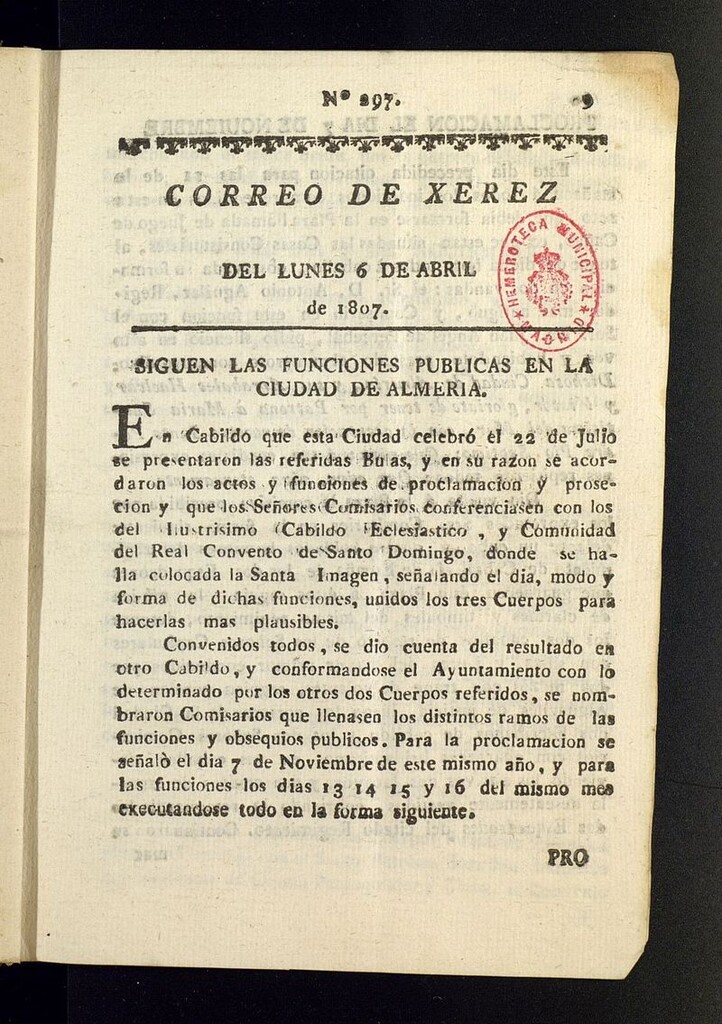 Nº 297. 9
CORREO DE XEREZ
DEL LUNES 6 DE ABRIL
de 1807.
HEMEROTECA MUNICIPAL
MADRID
SIGUEN LAS FUNCIONES PUBLICAS EN LA
CIUDAD DE ALMERIA.
En Cabildo que esta Ciudad celebró el 22 de Julio
se presentaron las referidas Bulas, y en su razon se acor-
daron los actos y funciones de proclamacion y prose-
cion y que los Señores Comisarios conferenciasen con los
del Ilustrisimo Cabildo Eclesiastico, y Comunidad
del Real Convento de Santo Domingo, donde se ha-
lla colocada la Santa Imagen, señalando el dia, modo y
forma de dichas funciones, unidos los tres Cuerpos para
hacerlas mas plausibles.
Convenidos todos, se dio cuenta del resultado en
otro Cabildo, y conformandose el Ayuntamiento con lo
determinado por los otros dos Cuerpos referidos, se nom-
braron Comisarios que llenasen los distintos ramos de las
funciones y obsequios publicos. Para la proclamacion se
señalò el dia 7 de Noviembre de este mismo año, y para
las funciones los dias 13 14 15 y 16 del mismo mes
executandose todo en la forma siguiente.
PRO